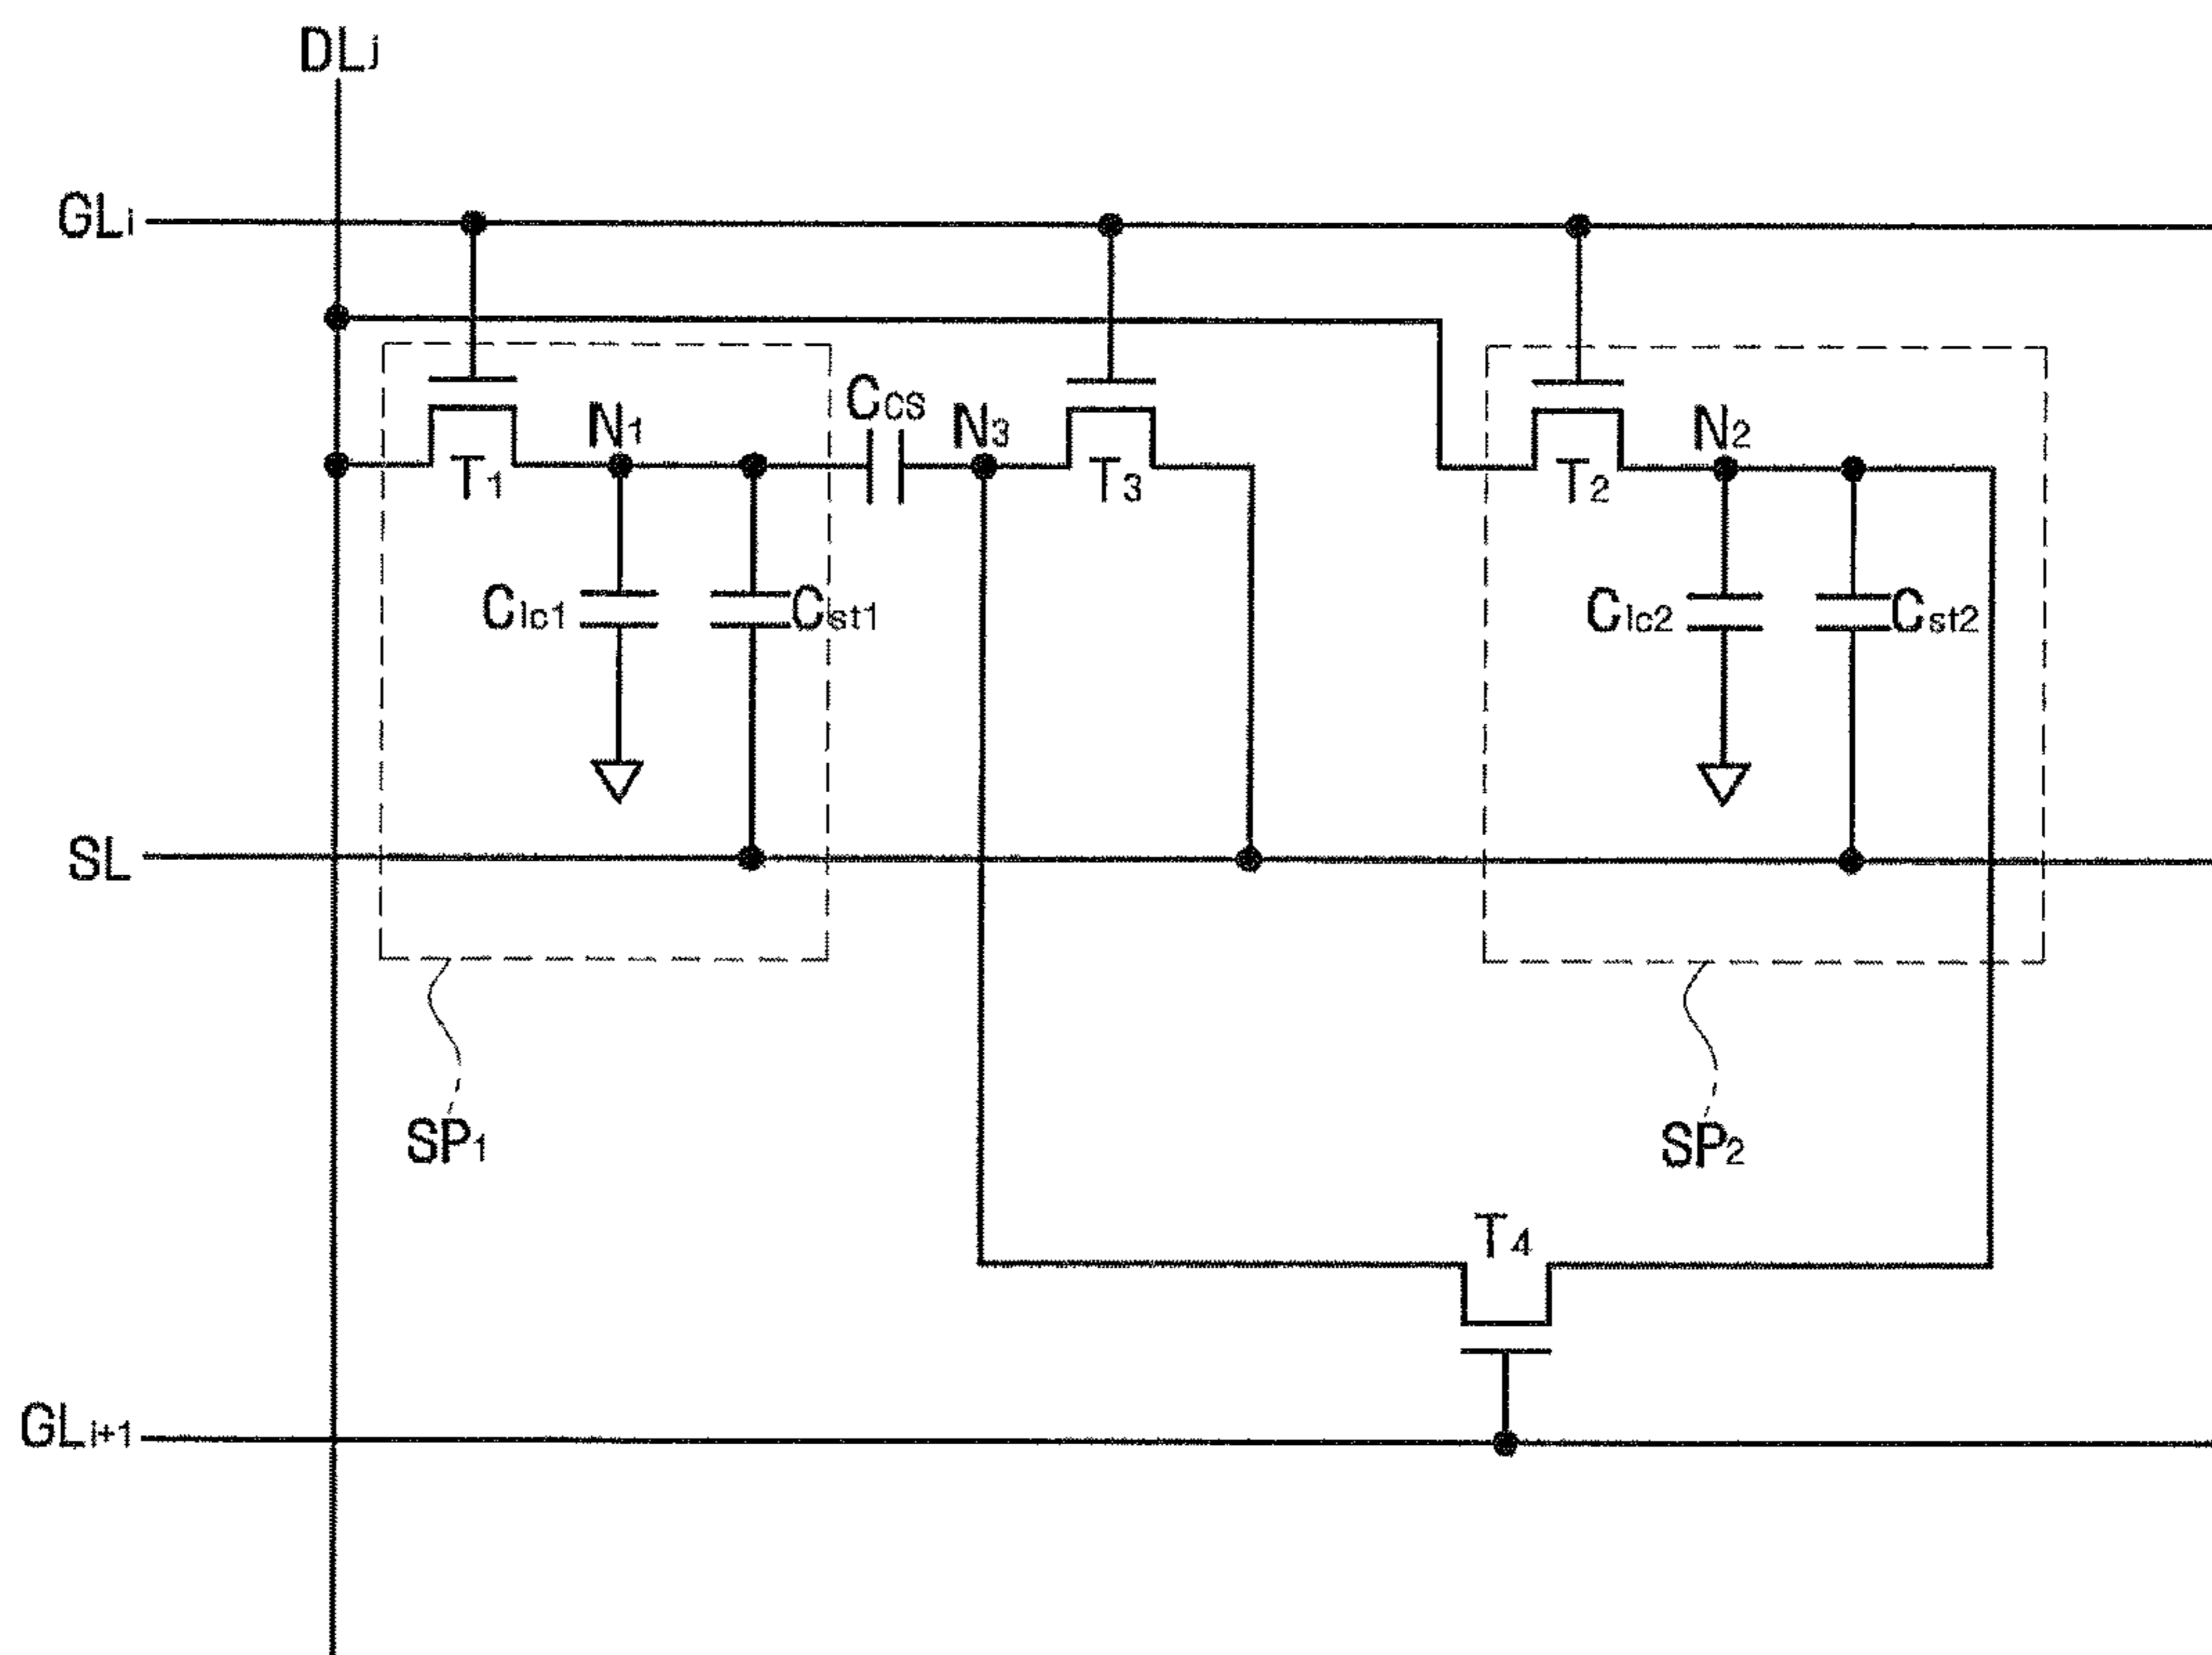 DLj
GLi
CCS
N1
N3
N2
T1
T3
T2
Clc1
Cst1
Clc2
Cst2
SL
SP1
SP2
T4
GLi+1